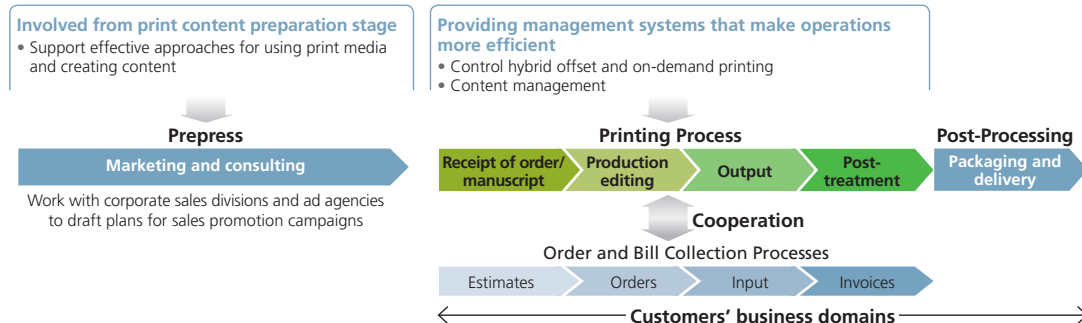 Involved from print content preparation stage
• Support effective approaches for using print media
and creating content
Providing management systems that make operations
more efficient
• Control hybrid offset and on-demand printing
• Content management
Prepress
Marketing and consulting
Work with corporate sales divisions and ad agencies
to draft plans for sales promotion campaigns
Printing Process
Receipt of order/
manuscript
Production
editing
Output
Post-
treatment
Post-Processing
Packaging and
delivery
Cooperation
Order and Bill Collection Processes
Estimates
Orders
Input
Invoices
Customers’ business domains